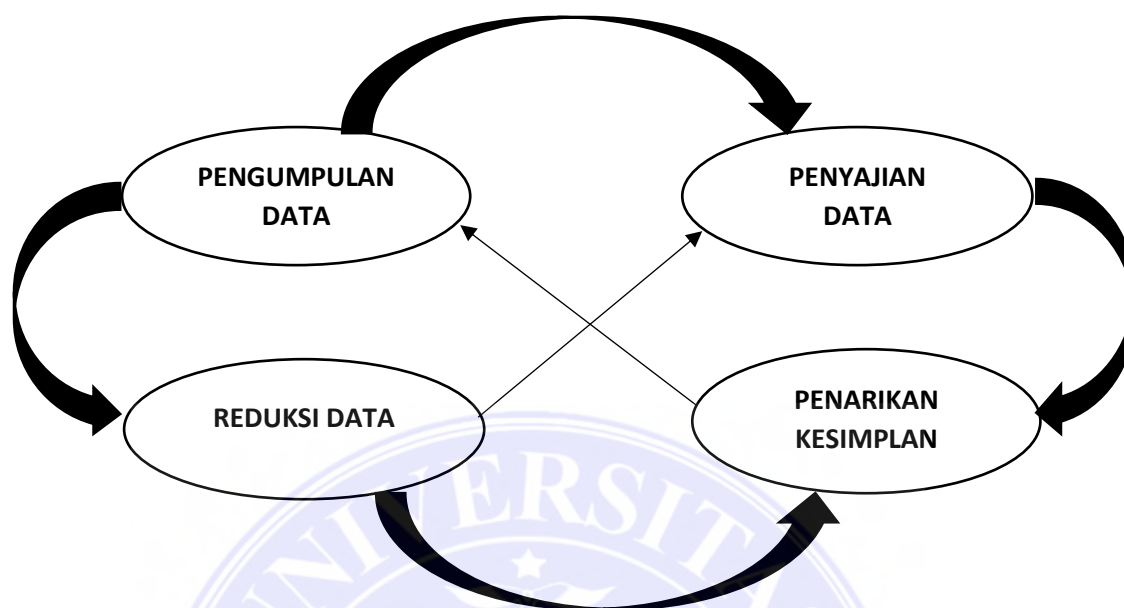 PENGUMPULAN
DATA
PENYAJIAN
DATA
REDUKSI DATA
PENARIKAN
KESIMPLAN